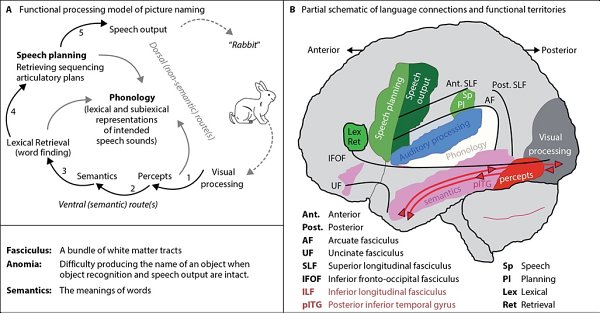 A Functional processing model of picture naming
5
Speech output
Speech planning
Retrieving sequencing
articulatory plans
"Rabbit"
Dorsal (non-semantic) route(s)
Phonology
(lexical and sublexical
representations
of intended
speech sounds)
4
Lexical Retrieval
(word finding)
3
Semantics
2
Percepts
1
Visual
processing
Ventral (semantic) route(s)
Fasciculus: A bundle of white matter tracts
Anomia: Difficulty producing the name of an object when
object recognition and speech output are intact.
Semantics: The meanings of words
B Partial schematic of language connections and functional territories
Anterior
Posterior
Ant. SLF
Post. SLF
Speech planning
Speech
output
Sp
Pl
AF
Lex
Ret
Auditory processing
Visual
processing
IFOF
Phonology
UF
semantics
pITG
percepts
Ant. Anterior
Post. Posterior
AF Arcuate fasciculus
UF Uncinate fasciculus
SLF Superior longitudinal fasciculus
IFOF Inferior fronto-occipital fasciculus
ILF Inferior longitudinal fasciculus
pITG Posterior inferior temporal gyrus
Sp Speech
Pl Planning
Lex Lexical
Ret Retrieval